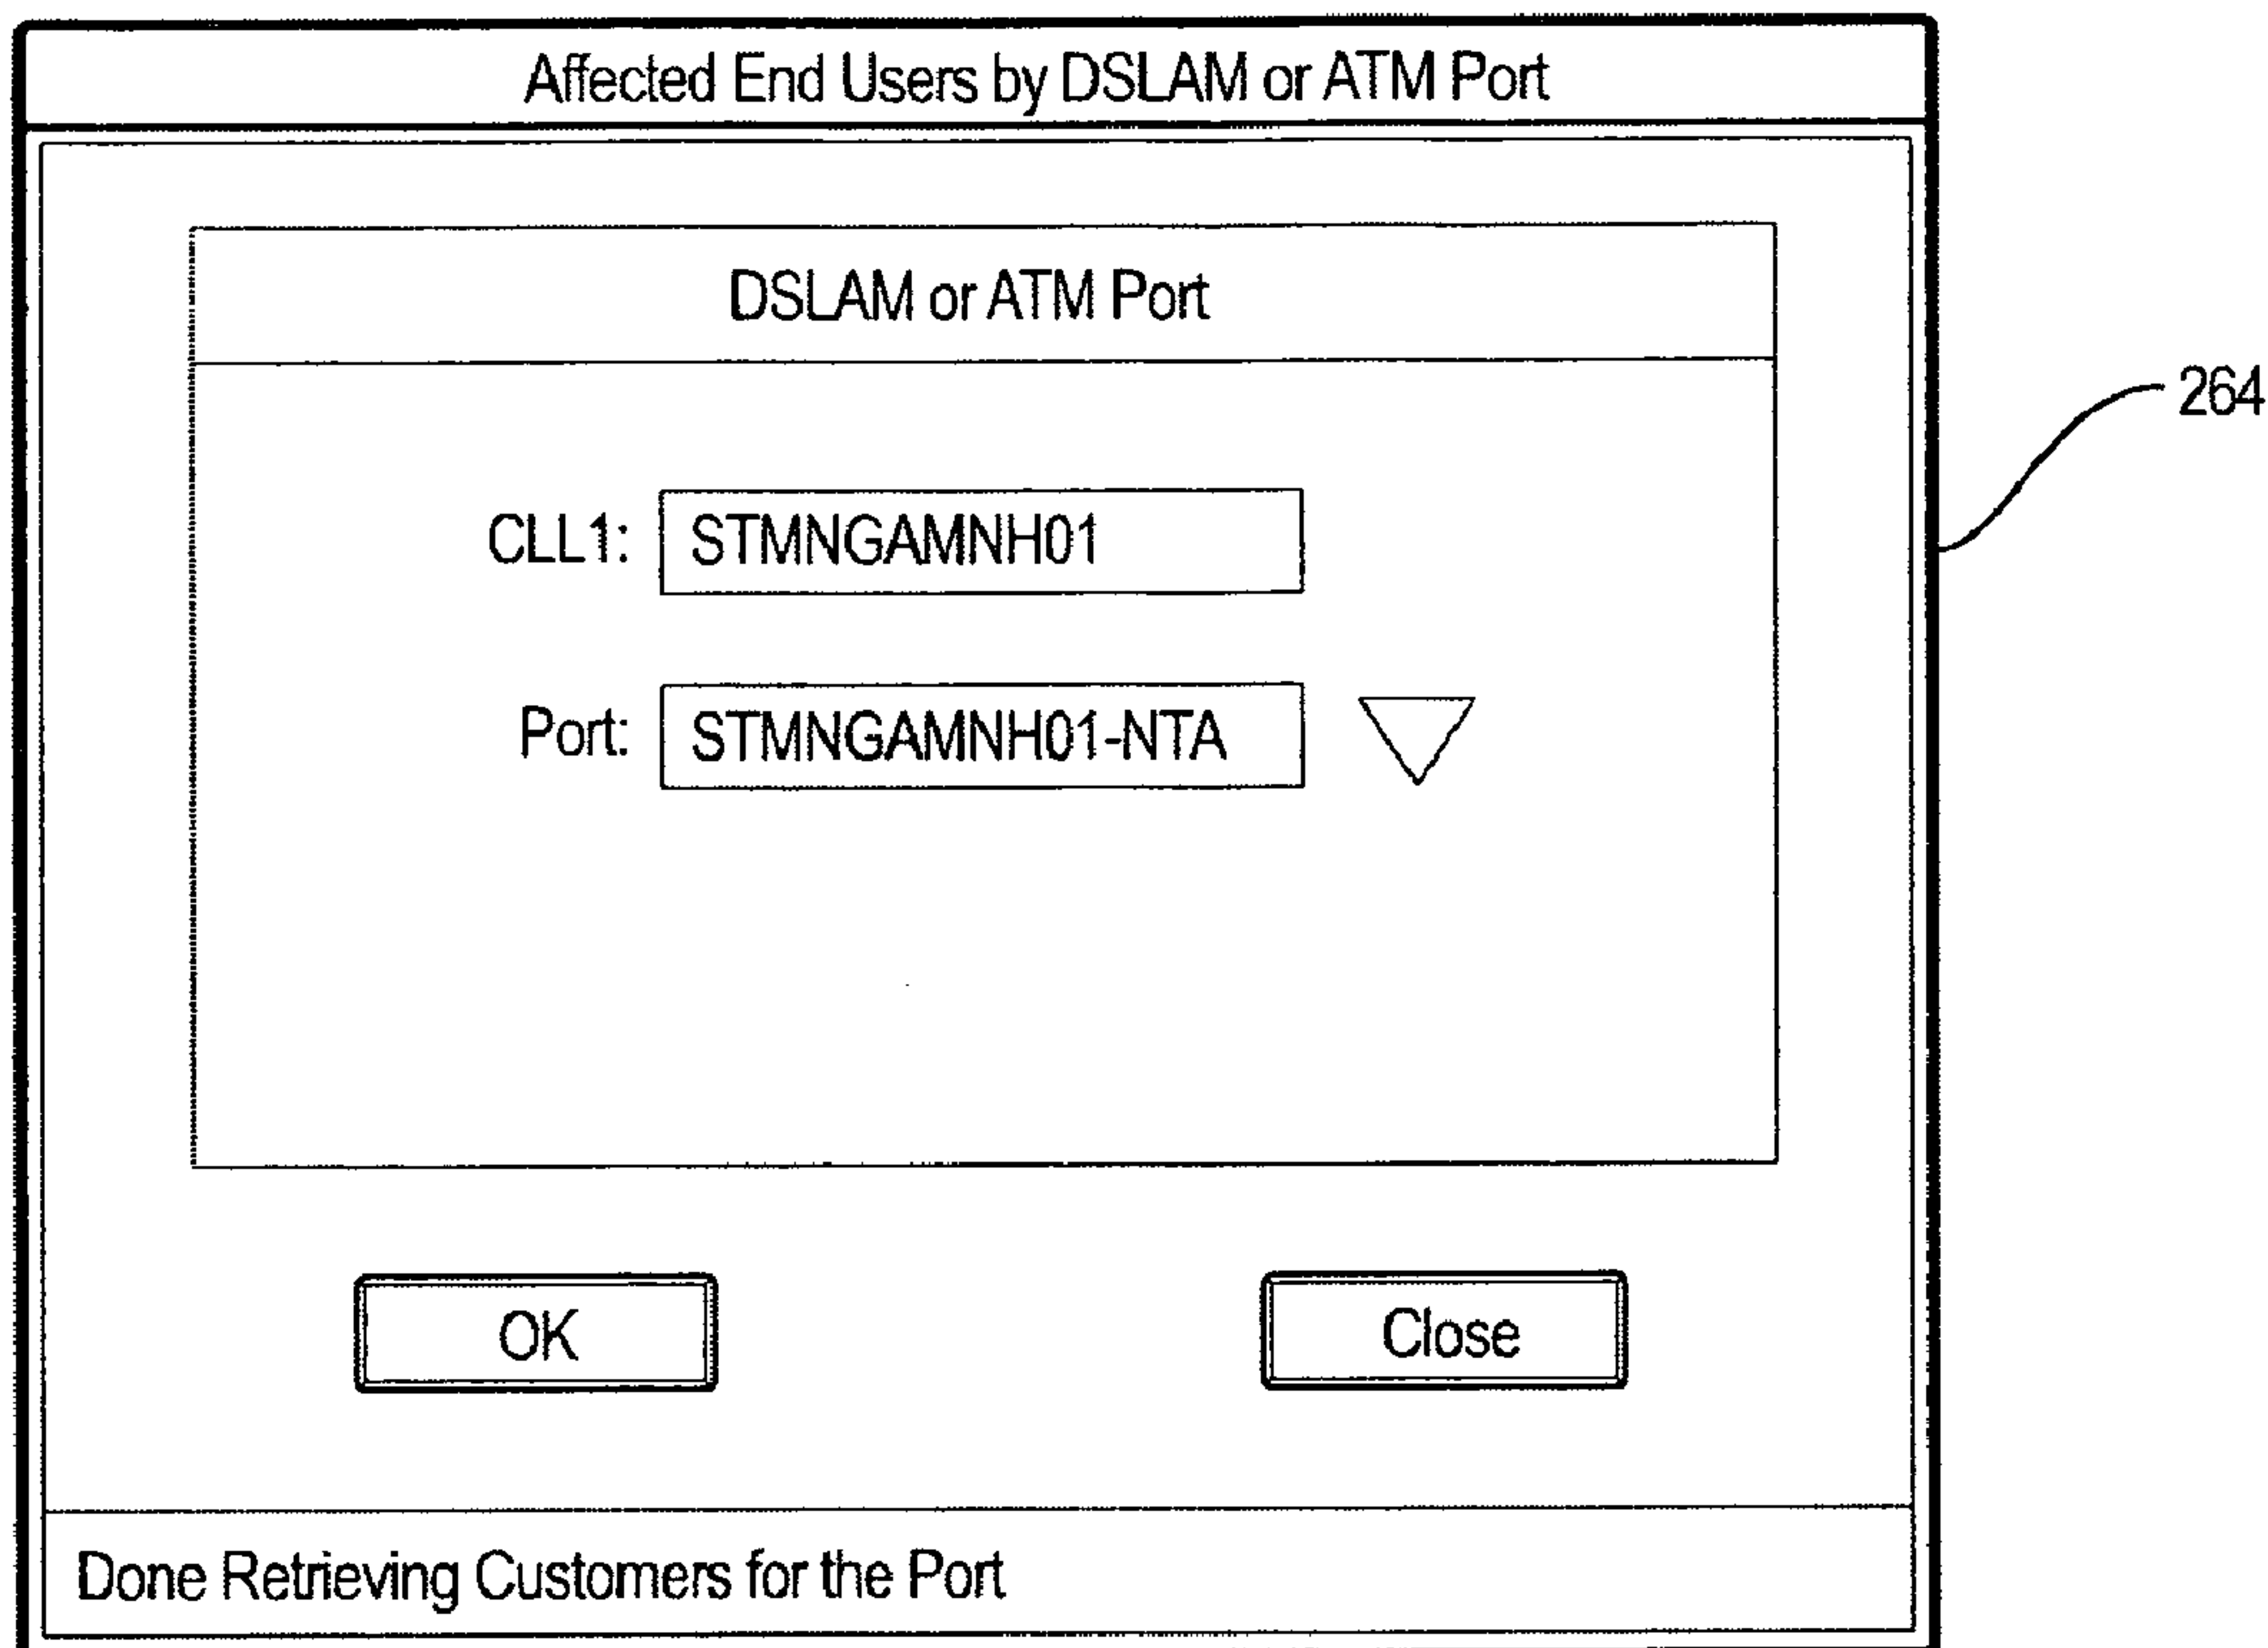 Affected End Users by DSLAM or ATM Port
DSLAM or ATM Port
264
CLL1: STMNGAMNH01
Port: STMNGAMNH01-NTA
OK Close
Done Retrieving Customers for the Port